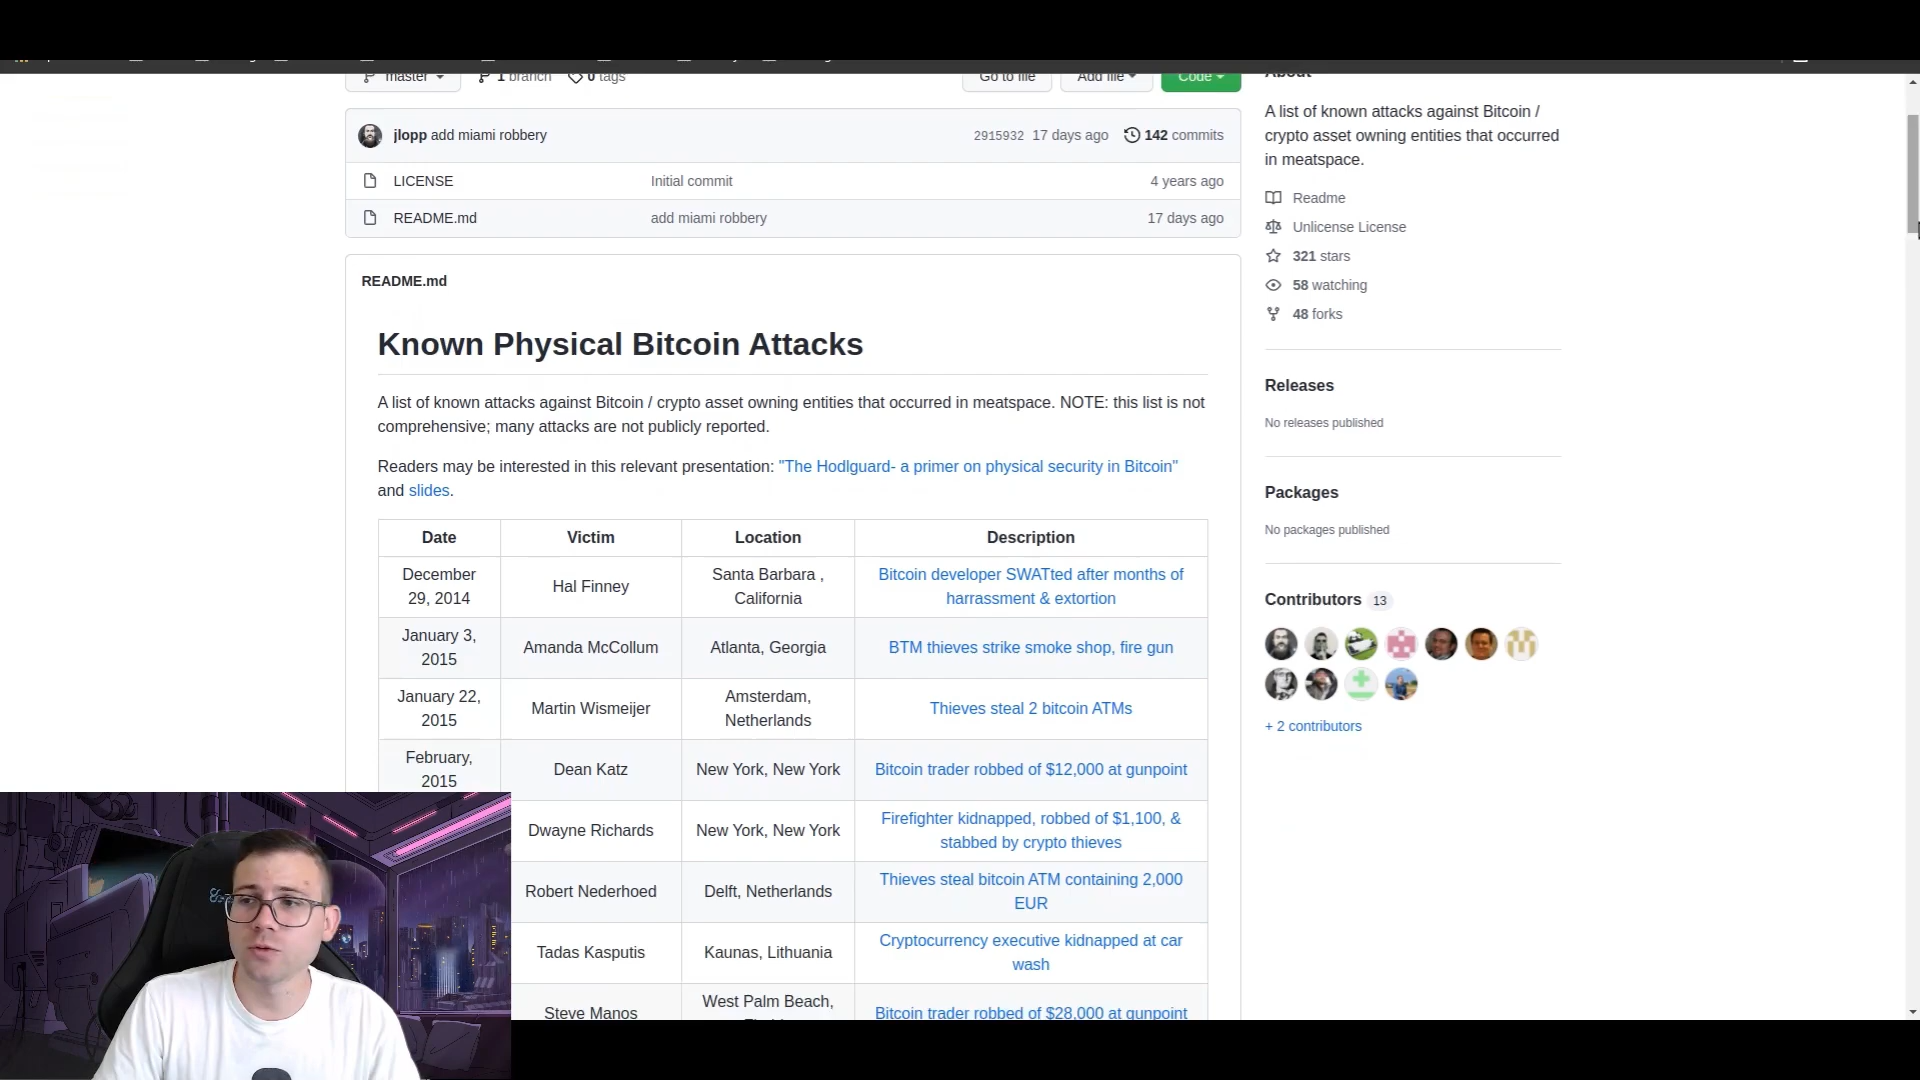 master
1 branch
0 tags
Go to file
Add file
Code
jlopp add miami robbery
2915932 17 days ago
142 commits
LICENSE
Initial commit
4 years ago
README.md
add miami robbery
17 days ago
README.md
Known Physical Bitcoin Attacks
A list of known attacks against Bitcoin / crypto asset owning entities that occurred in meatspace. NOTE: this list is not
comprehensive; many attacks are not publicly reported.
Readers may be interested in this relevant presentation: "The Hodlguard- a primer on physical security in Bitcoin"
and slides.
Date
Victim
Location
Description
December
29, 2014
Hal Finney
Santa Barbara ,
California
Bitcoin developer SWATted after months of
harrassment & extortion
January 3,
2015
Amanda McCollum
Atlanta, Georgia
BTM thieves strike smoke shop, fire gun
January 22,
2015
Martin Wismeijer
Amsterdam,
Netherlands
Thieves steal 2 bitcoin ATMs
February,
2015
Dean Katz
New York, New York
Bitcoin trader robbed of $12,000 at gunpoint
Dwayne Richards
New York, New York
Firefighter kidnapped, robbed of $1,100, &
stabbed by crypto thieves
Robert Nederhoed
Delft, Netherlands
Thieves steal bitcoin ATM containing 2,000
EUR
Tadas Kasputis
Kaunas, Lithuania
Cryptocurrency executive kidnapped at car
wash
Steve Manos
West Palm Beach,
Bitcoin trader robbed of $28,000 at gunpoint
About
A list of known attacks against Bitcoin /
crypto asset owning entities that occurred
in meatspace.
Readme
Unlicense License
321 stars
58 watching
48 forks
Releases
No releases published
Packages
No packages published
Contributors 13
+ 2 contributors